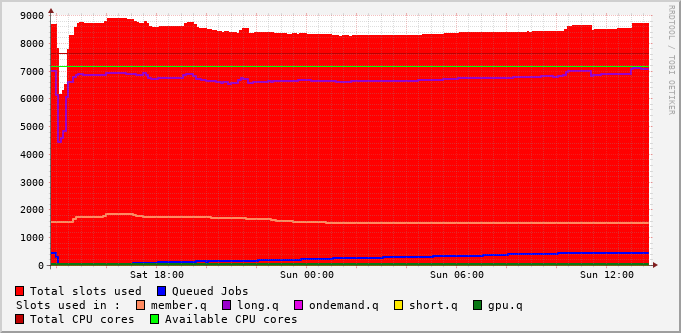 9000
8000
7000
6000
5000
4000
3000
2000
1000
0
Sat 18:00 Sun 00:00 Sun 06:00 Sun 12:00
RRDTOOL / TOBI OETIKER
Total slots used Queued Jobs
Slots used in : member.q long.q ondemand.q short.q gpu.q
Total CPU cores Available CPU cores